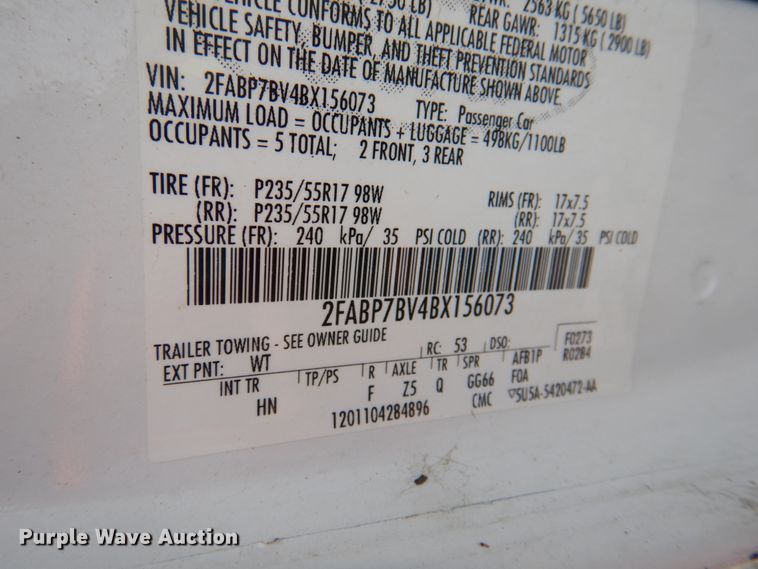 2563 KG ( 5650 LB)
REAR GAWR: 1315 KG ( 2900 LB)
VEHICLE CONFORMS TO ALL APPLICABLE FEDERAL MOTOR
VEHICLE SAFETY, BUMPER, AND THEFT PREVENTION STANDARDS
IN EFFECT ON THE DATE OF MANUFACTURE SHOWN ABOVE.
VIN: 2FABP7BV4BX156073 TYPE: Passenger Car
MAXIMUM LOAD = OCCUPANTS + LUGGAGE = 498KG/1100LB
OCCUPANTS = 5 TOTAL; 2 FRONT, 3 REAR
TIRE (FR): P235/55R17 98W RIMS (FR): 17x7.5
(RR): P235/55R17 98W (RR): 17x7.5
PRESSURE (FR): 240 kPa/ 35 PSI COLD (RR): 240 kPa/ 35 PSI COLD
2FABP7BV4BX156073
TRAILER TOWING - SEE OWNER GUIDE
EXT PNT: WT RC: 53 DSO: F0273
INT TR TP/PS R AXLE TR SPR AFB1P R0284
HN F Z5 Q GG66 FOA
1201104284896 CMC 5U5A-5420472-AA
Purple Wave Auction